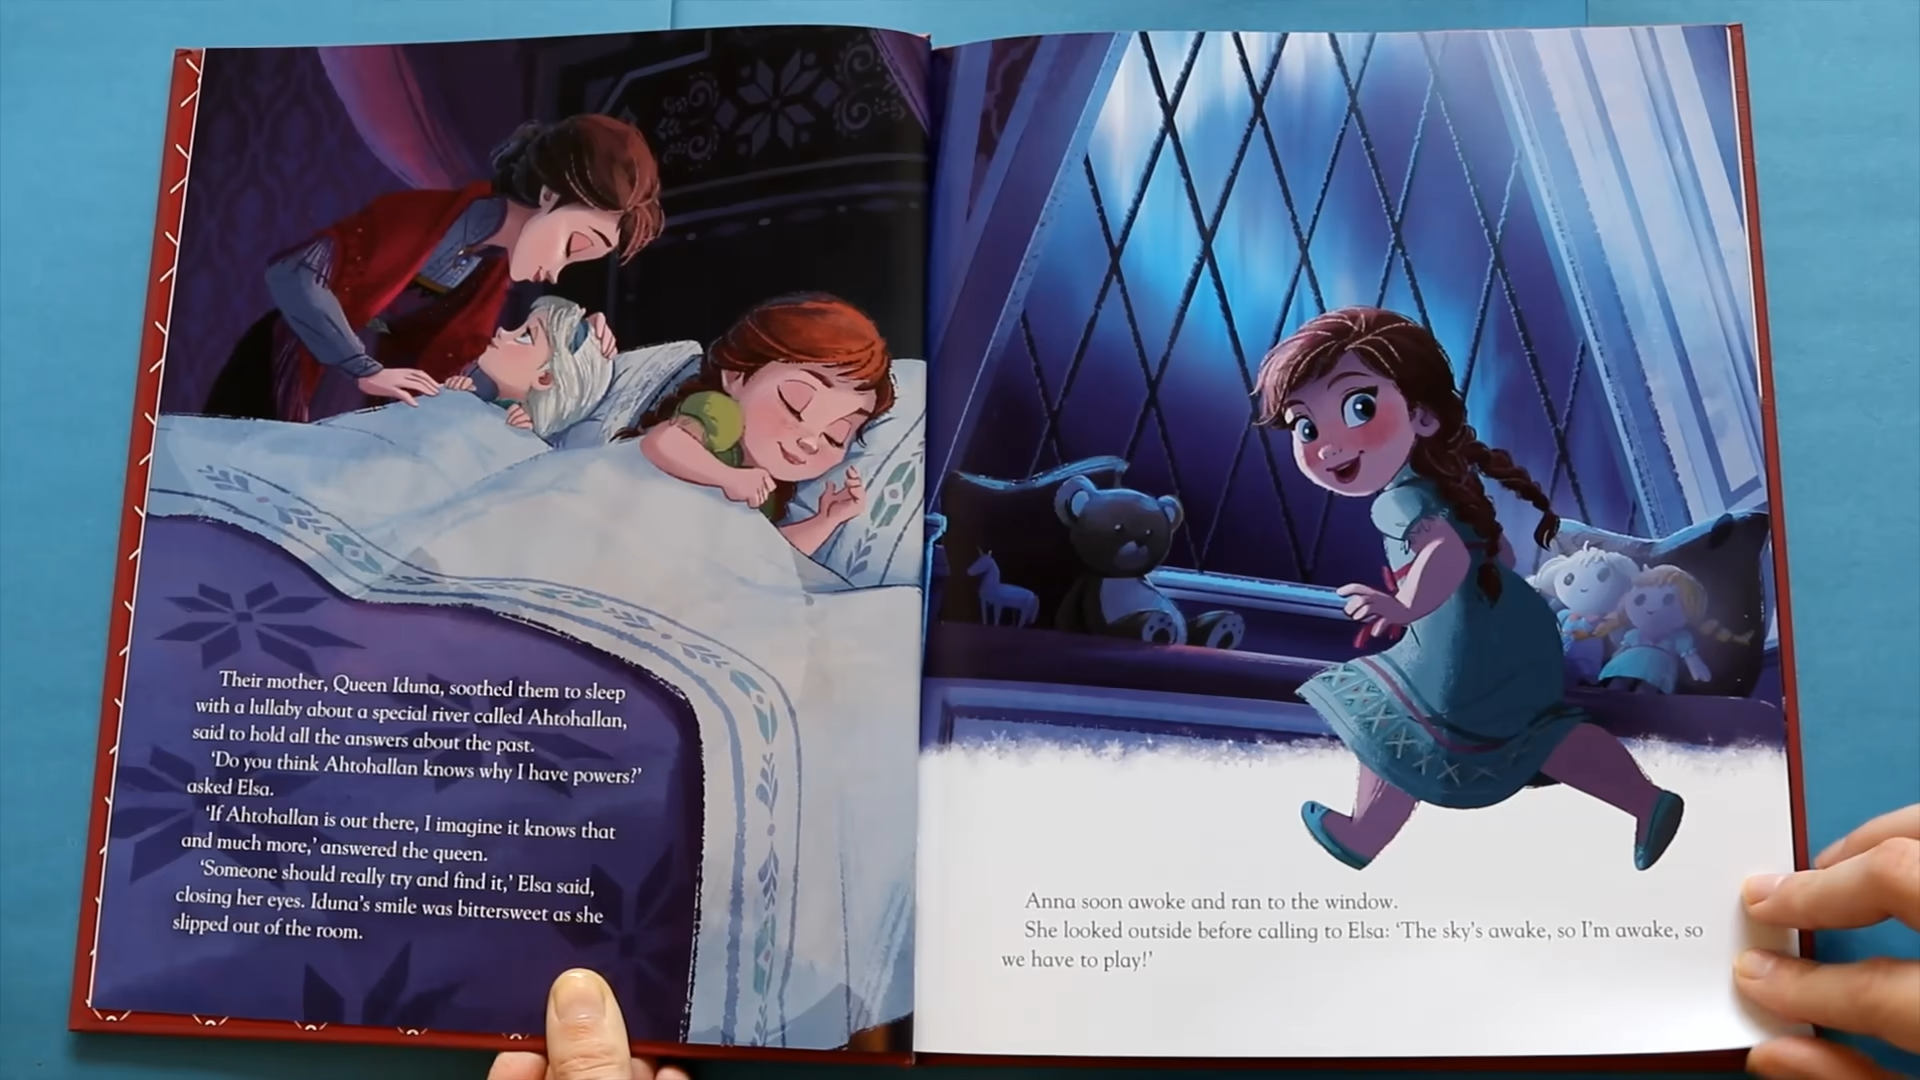 Their mother, Queen Iduna, soothed them to sleep
with a lullaby about a special river called Ahtohallan,
said to hold all the answers about the past.
‘Do you think Ahtohallan knows why I have powers?’
asked Elsa.
‘If Ahtohallan is out there, I imagine it knows that
and much more,’ answered the queen.
‘Someone should really try and find it,’ Elsa said,
closing her eyes. Iduna’s smile was bittersweet as she
slipped out of the room.
Anna soon awoke and ran to the window.
She looked outside before calling to Elsa: ‘The sky’s awake, so I’m awake, so
we have to play!’